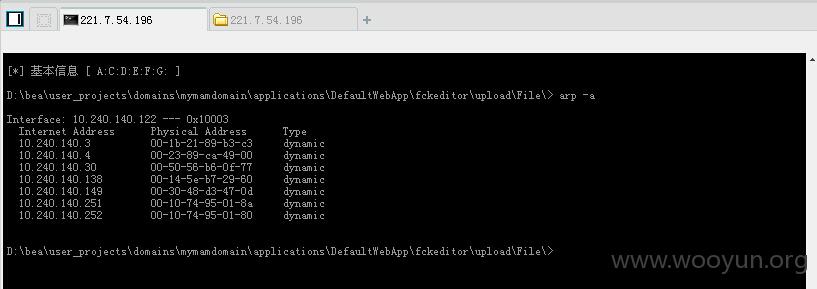 221.7.54.196
221.7.54.196
[*] 基本信息 [ A:C:D:E:F:G: ]
D:\bea\user_projects\domains\mymamdomain\applications\DefaultWebApp\fckeditor\upload\File\> arp -a
Interface: 10.240.140.122 --- 0x10003
Internet Address Physical Address Type
10.240.140.3 00-1b-21-89-b3-c3 dynamic
10.240.140.4 00-23-89-ca-49-00 dynamic
10.240.140.30 00-50-56-b6-0f-77 dynamic
10.240.140.138 00-14-5e-b7-29-60 dynamic
10.240.140.149 00-30-48-d3-47-0d dynamic
10.240.140.251 00-10-74-95-01-8a dynamic
10.240.140.252 00-10-74-95-01-80 dynamic
D:\bea\user_projects\domains\mymamdomain\applications\DefaultWebApp\fckeditor\upload\File\>
www.wooyun.org